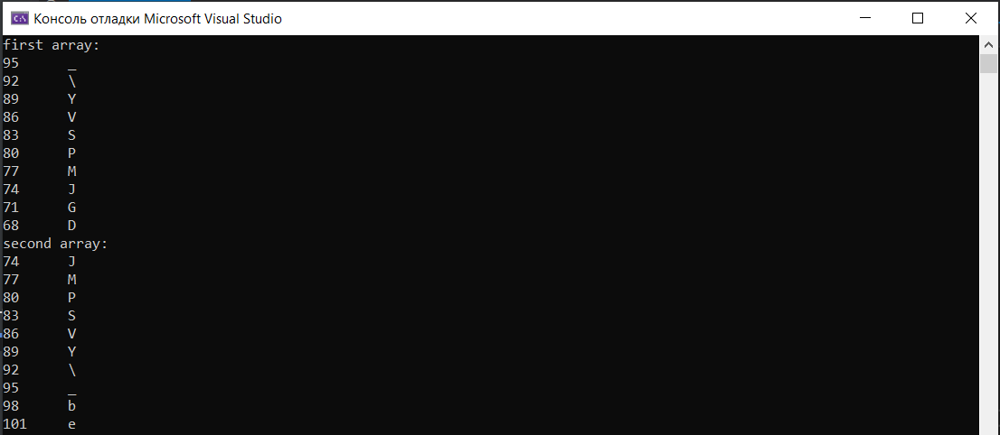 Консоль отладки Microsoft Visual Studio
first array:
95 _
92 \
89 Y
86 V
83 S
80 P
77 M
74 J
71 G
68 D
second array:
74 J
77 M
80 P
83 S
86 V
89 Y
92 \
95 _
98 b
101 e